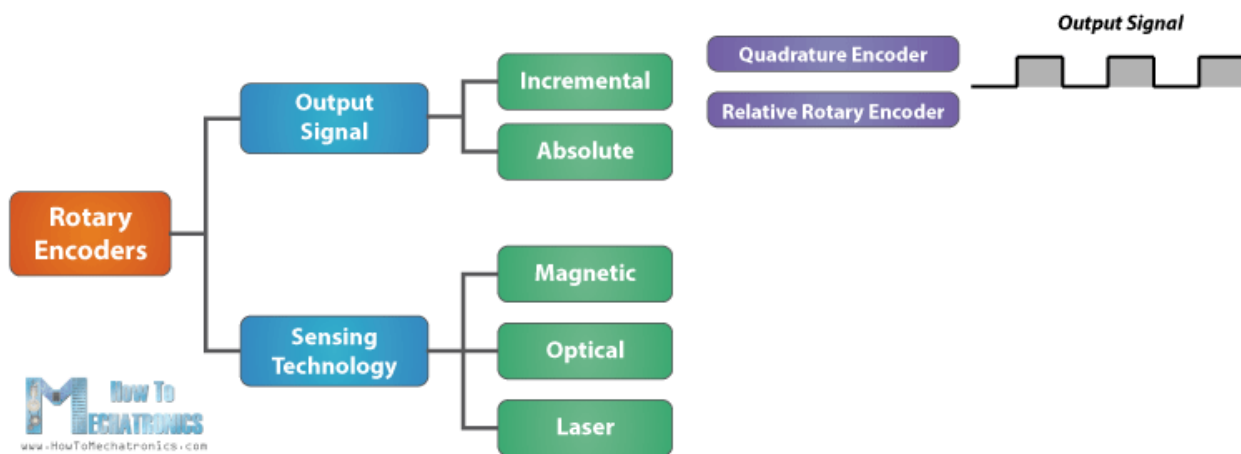 Output Signal
Quadrature Encoder
Relative Rotary Encoder
Incremental
Absolute
Output
Signal
Rotary
Encoders
Magnetic
Optical
Laser
Sensing
Technology
How To
MECHATRONICS
www.HowToMechatronics.com